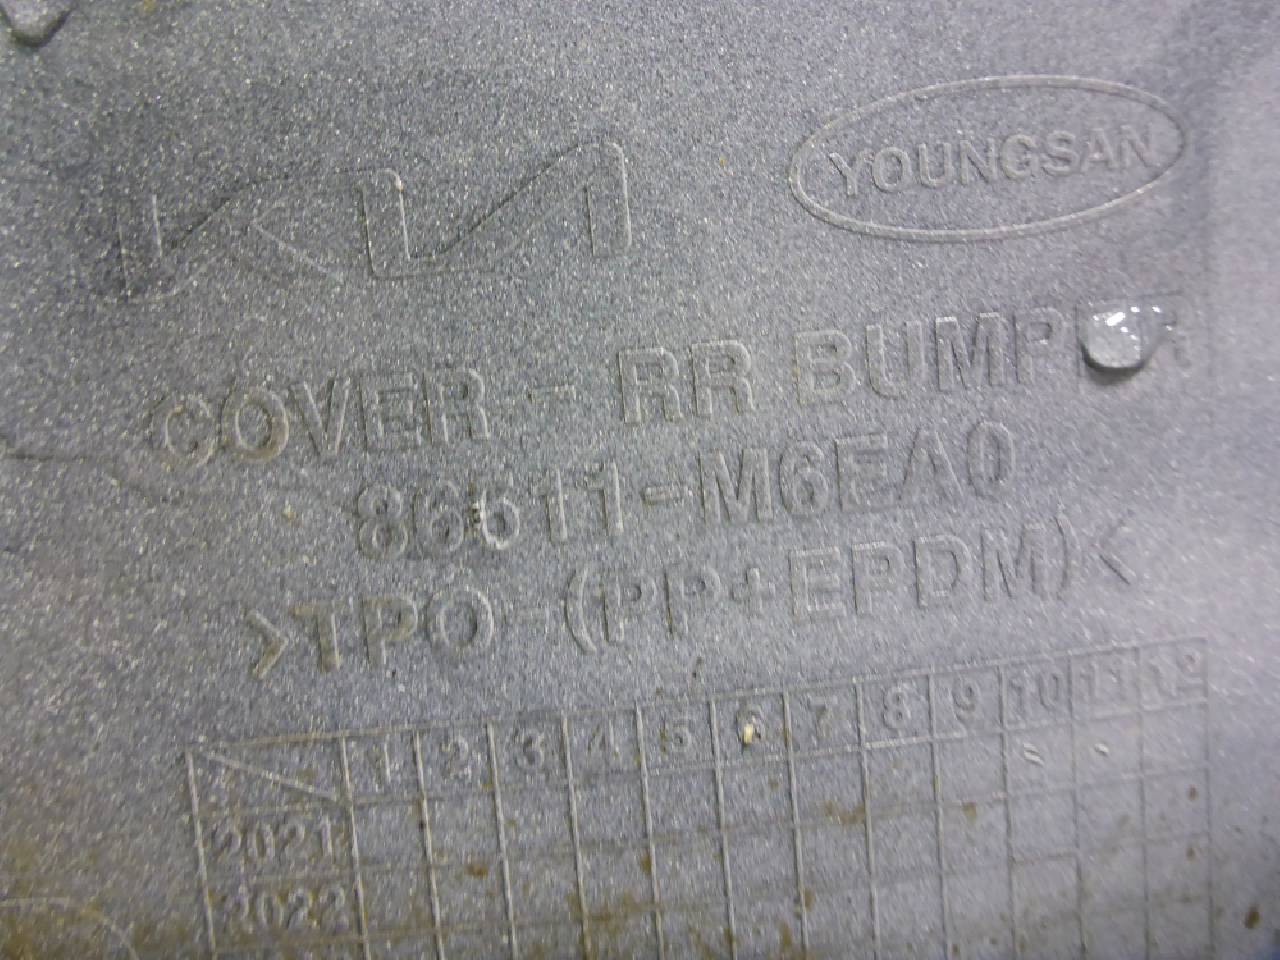 KIA
YOUNGSAN
COVER - RR BUMPER
86611-M6EA0
>TPO-(PP+EPDM)<
1 2 3 4 5 6 7 8 9 10 11 12
2021
2022